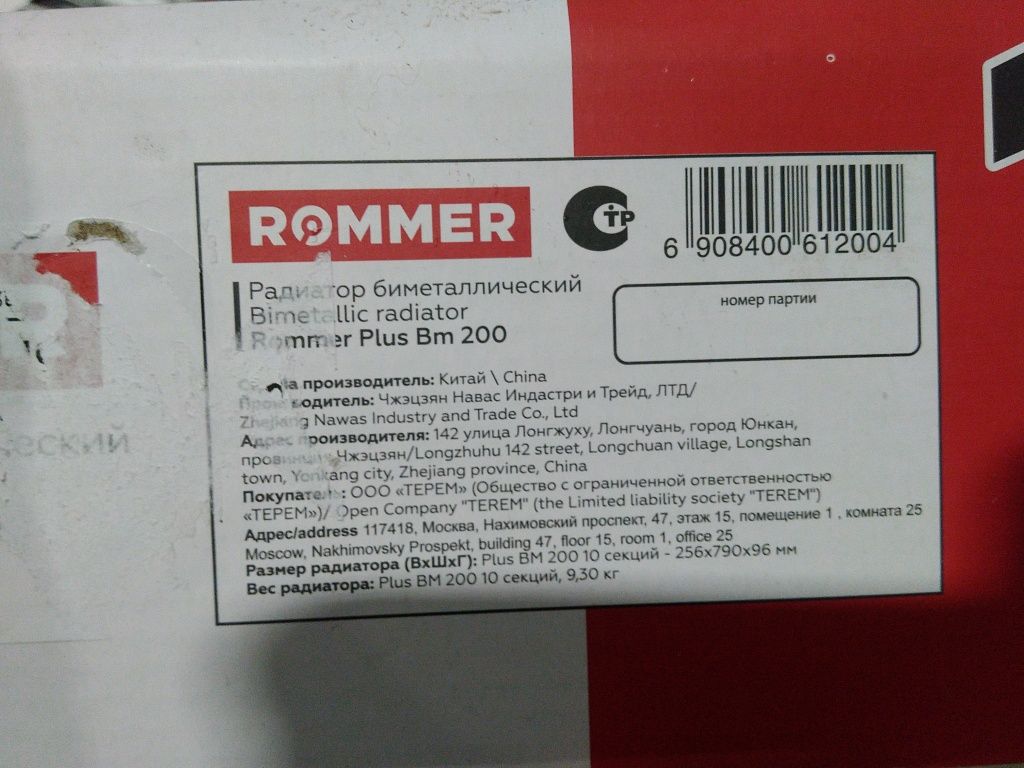 ROMMER
TP
6 908400 612004
Радиатор биметаллический
Bimetallic radiator
Rommer Plus Bm 200
номер партии
производитель: Китай \ China
водитель: Чжэцзян Навас Индастри и Трейд, ЛТД/
Zhejiang Nawas Industry and Trade Co., Ltd
Адрес производителя: 142 улица Лонгжуху, Лонгчуань, город Юнкан,
провинция Чжэцзян/Longzhuhu 142 street, Longchuan village, Longshan
town, Yonkang city, Zhejiang province, China
Покупатель: ООО «ТЕРЕМ» (Общество с ограниченной ответственностью
«ТЕРЕМ»)/ Open Company "TEREM" (the Limited liability society "TEREM")
Адрес/address 117418, Москва, Нахимовский проспект, 47, этаж 15, помещение 1 , комната 25
Moscow, Nakhimovsky Prospekt, building 47, floor 15, room 1, office 25
Размер радиатора (ВхШхГ): Plus BM 200 10 секций - 256x790x96 мм
Вес радиатора: Plus BM 200 10 секций, 9,30 кг